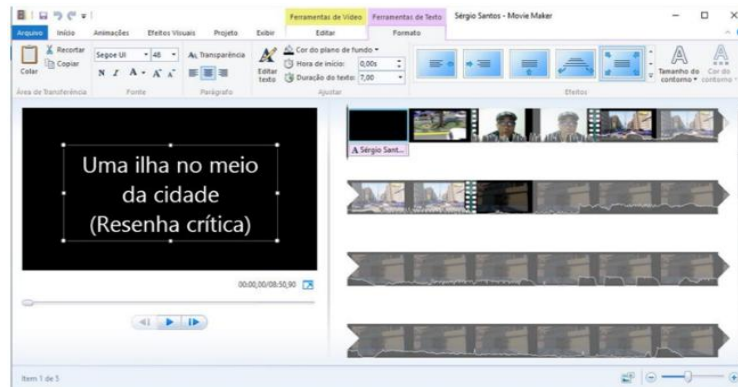 Ferramentas de Vídeo Ferramentas de Texto Sérgio Santos - Movie Maker
Arquivo Início Animações Efeitos Visuais Projeto Exibir Editar Formato
Colar
Recortar
Copiar
Área de Transferência
Segoe UI 48
N I A A A
Fonte
Transparência
Parágrafo
Editar texto
Cor do plano de fundo
Hora de início: 0,00s
Duração do texto: 7,00
Ajustar
Efeitos
Tamanho do contorno
Cor do contorno
Uma ilha no meio
da cidade
(Resenha crítica)
A Sérgio Sant...
00:00,00/08:50,90
Item 1 de 5